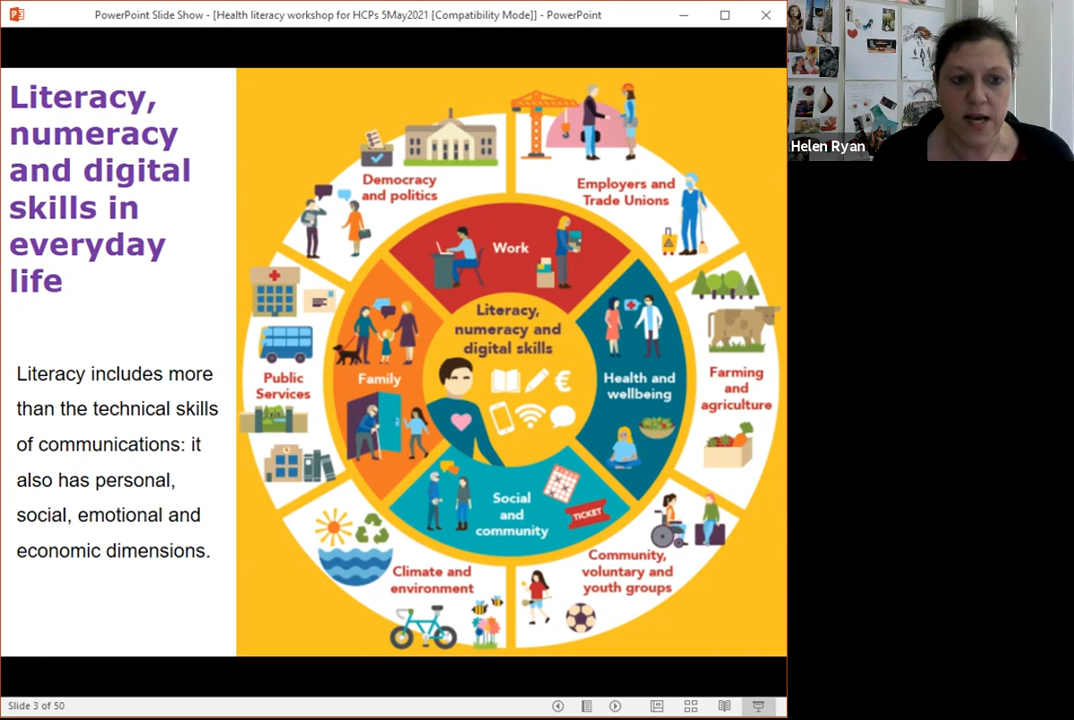 PowerPoint Slide Show - [Health literacy workshop for HCPs 5May2021 [Compatibility Mode]] - PowerPoint
Literacy,
numeracy
and digital
skills in
everyday
life
Literacy includes more
than the technical skills
of communications: it
also has personal,
social, emotional and
economic dimensions.
Democracy
and politics
Employers and
Trade Unions
Work
Literacy,
numeracy and
digital skills
Public
Services
Family
Health and
wellbeing
Farming
and
agriculture
Social
and
community
TICKET
Climate and
environment
Community,
voluntary and
youth groups
Helen Ryan
Slide 3 of 50